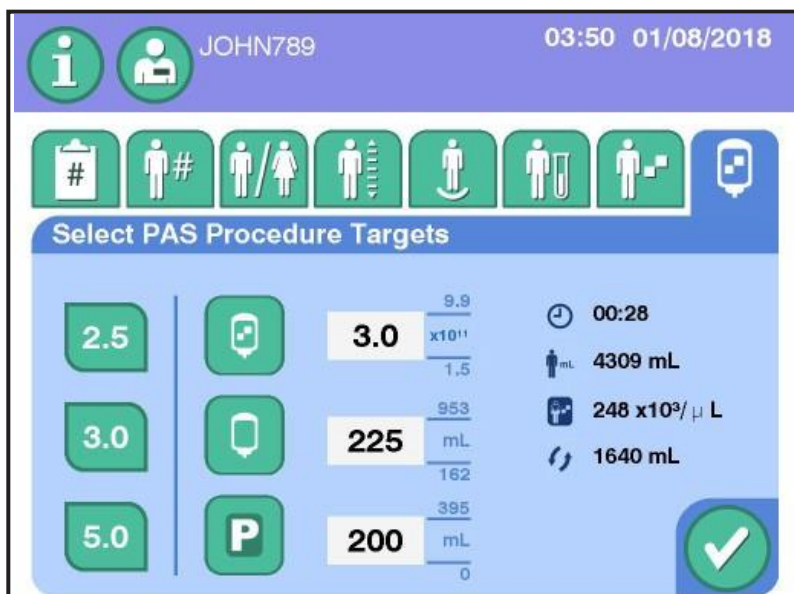 JOHN789
03:50 01/08/2018
#
#
Select PAS Procedure Targets
2.5
3.0
9.9
x10¹¹
1.5
00:28
4309 mL
mL
3.0
225
953
mL
162
248 x10³/μ L
1640 mL
5.0
P
200
395
mL
0